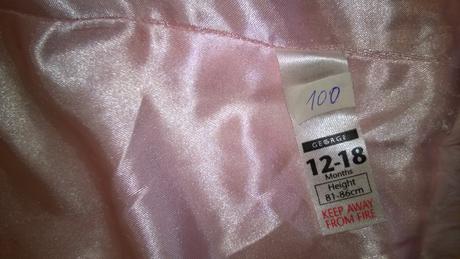 100
GEORGE
12-18
Months
Height
81-86cm
KEEP AWAY
FROM FIRE